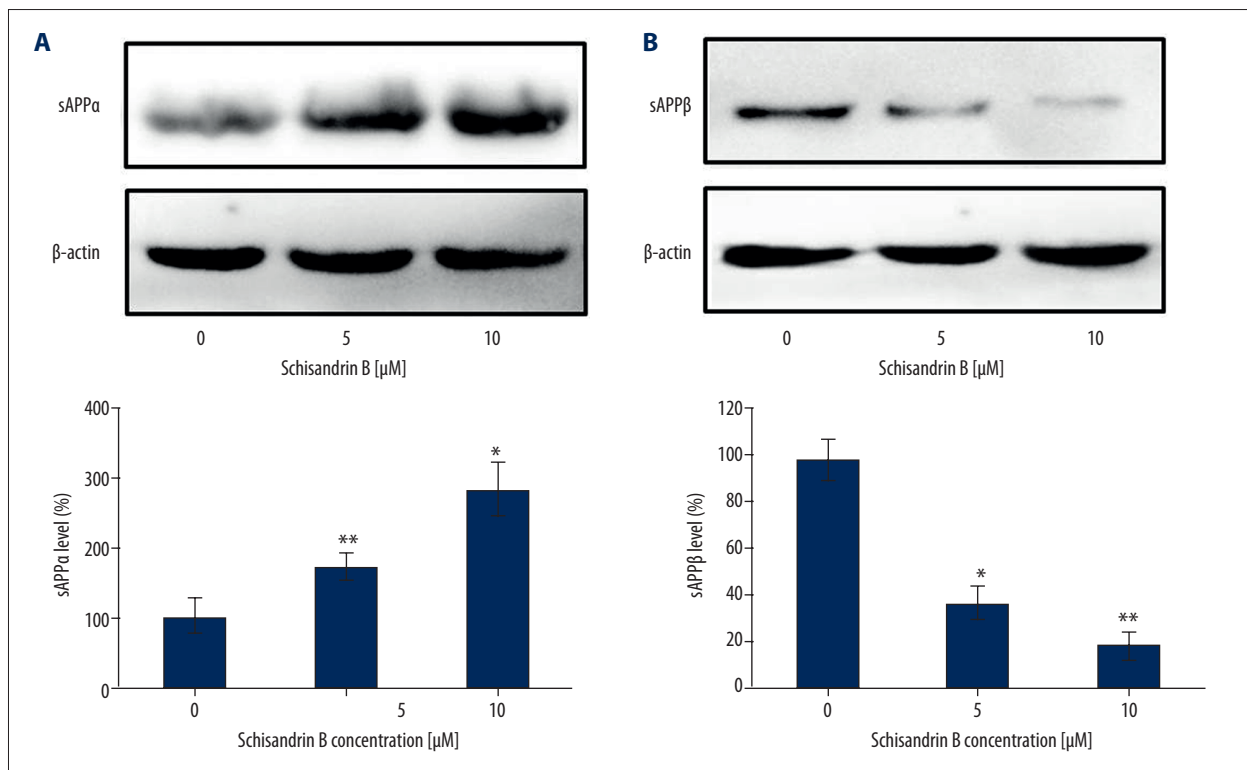 A
sAPPα
β-actin
0 5 10
Schisandrin B [µM]
400
300
200
100
0
sAPPα level (%)
**
*
0 5 10
Schisandrin B concentration [µM]
B
sAPPβ
β-actin
0 5 10
Schisandrin B [µM]
120
100
80
60
40
20
0
sAPPβ level (%)
*
**
0 5 10
Schisandrin B concentration [µM]